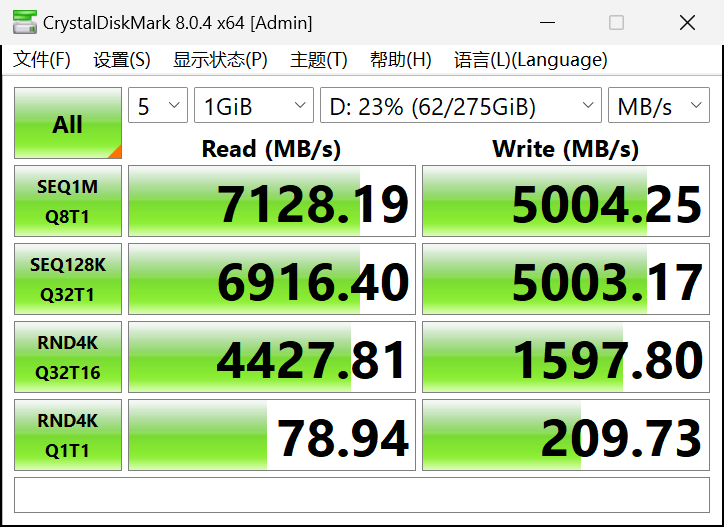 CrystalDiskMark 8.0.4 x64 [Admin]
文件(F) 设置(S) 显示状态(P) 主题(T) 帮助(H) 语言(L)(Language)
All 5 1GiB D: 23% (62/275GiB) MB/s
Read (MB/s) Write (MB/s)
SEQ1M
Q8T1 7128.19 5004.25
SEQ128K
Q32T1 6916.40 5003.17
RND4K
Q32T16 4427.81 1597.80
RND4K
Q1T1 78.94 209.73